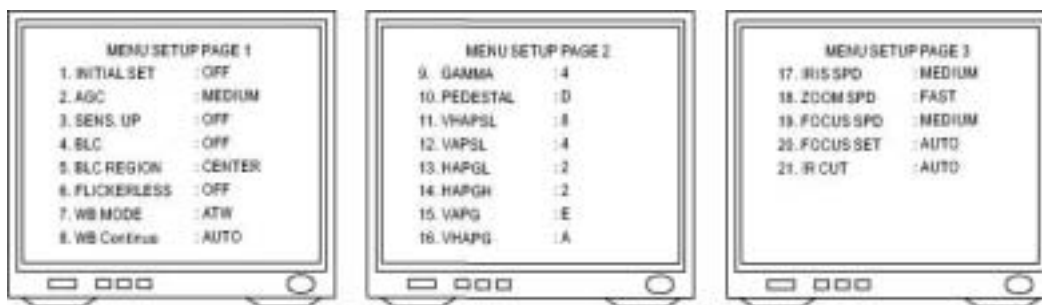 MENU SETUP PAGE 1
1. INITIAL SET : OFF
2. AGC : MEDIUM
3. SENS. UP : OFF
4. BLC : OFF
5. BLC REGION : CENTER
6. FLICKERLESS : OFF
7. WB MODE : ATW
8. WB Continue : AUTO
MENU SETUP PAGE 2
9. GAMMA : 4
10. PEDESTAL : D
11. VHAPSL : 8
12. VAPSL : 4
13. HAPGL : 2
14. HAPGH : 2
15. VAPG : E
16. VHAPG : A
MENU SETUP PAGE 3
17. IRIS SPD : MEDIUM
18. ZOOM SPD : FAST
19. FOCUS SPD : MEDIUM
20. FOCUS SET : AUTO
21. IR CUT : AUTO